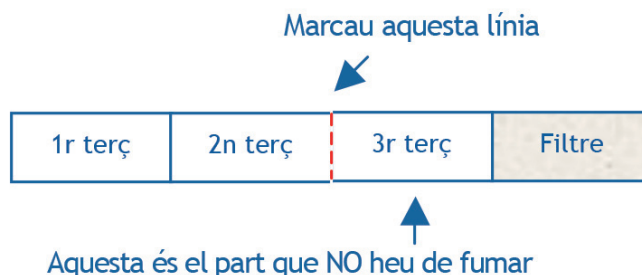 Marcau aquesta línia
1r terç 2n terç 3r terç Filtre
Aquesta és el part que NO heu de fumar